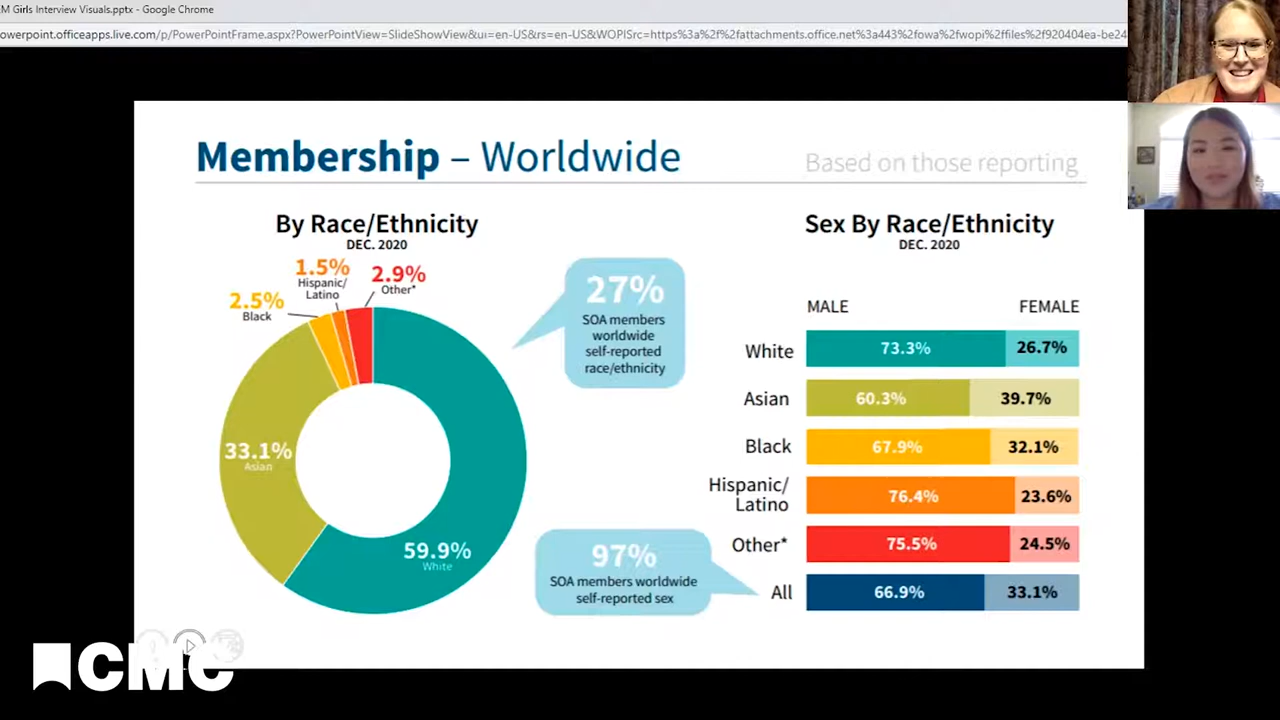 M Girls Interview Visuals.pptx - Google Chrome
owerpoint.officeapps.live.com/p/PowerPointFrame.aspx?PowerPointView=SlideShowView&ui=en-US&rs=en-US&WOPISrc=https%3a%2f%2fattachments.office.net%3a443%2fowa%2fwopi%2ffiles%2f920404ea-be24
Membership – Worldwide
Based on those reporting
By Race/Ethnicity
DEC. 2020
1.5%
Hispanic/
Latino
2.9%
Other*
2.5%
Black
33.1%
Asian
59.9%
White
27%
SOA members
worldwide
self-reported
race/ethnicity
97%
SOA members worldwide
self-reported sex
Sex By Race/Ethnicity
DEC. 2020
MALE FEMALE
White 73.3% 26.7%
Asian 60.3% 39.7%
Black 67.9% 32.1%
Hispanic/
Latino 76.4% 23.6%
Other* 75.5% 24.5%
All 66.9% 33.1%
CMC